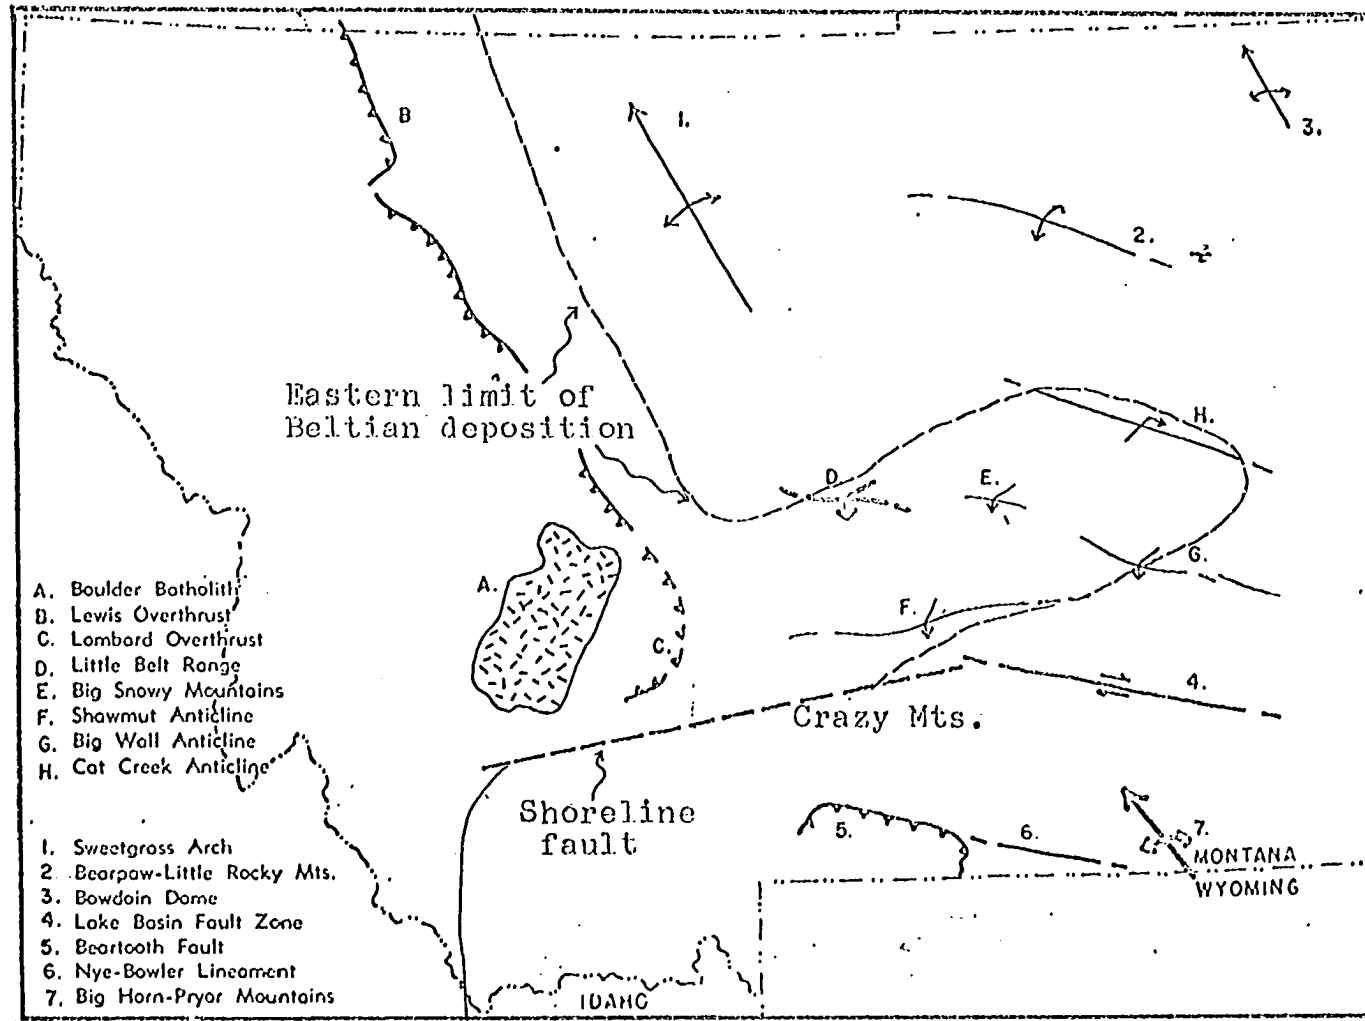 B
1.
3.
2.
Eastern limit of
Beltian deposition
H.
D
E.
G.
A.
F.
C.
4.
A. Boulder Batholith
B. Lewis Overthrust
C. Lombard Overthrust
D. Little Belt Range
E. Big Snowy Mountains
F. Shawmut Anticline
G. Big Wall Anticline
H. Cat Creek Anticline
Crazy Mts.
Shoreline
fault
5.
6.
7.
MONTANA
WYOMING
1. Sweetgrass Arch
2. Bearpaw-Little Rocky Mts.
3. Bowdoin Dome
4. Lake Basin Fault Zone
5. Beartooth Fault
6. Nye-Bowler Lineament
7. Big Horn-Pryor Mountains
IDAHO